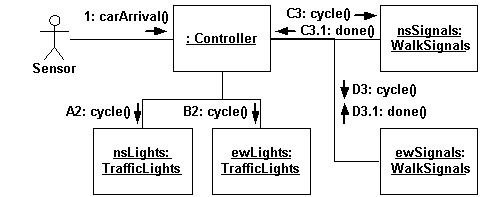 1: carArrival()
C3: cycle()
C3.1: done()
: Controller
nsSignals:
WalkSignals
Sensor
D3: cycle()
D3.1: done()
A2: cycle()
B2: cycle()
nsLights:
TrafficLights
ewLights:
TrafficLights
ewSignals:
WalkSignals